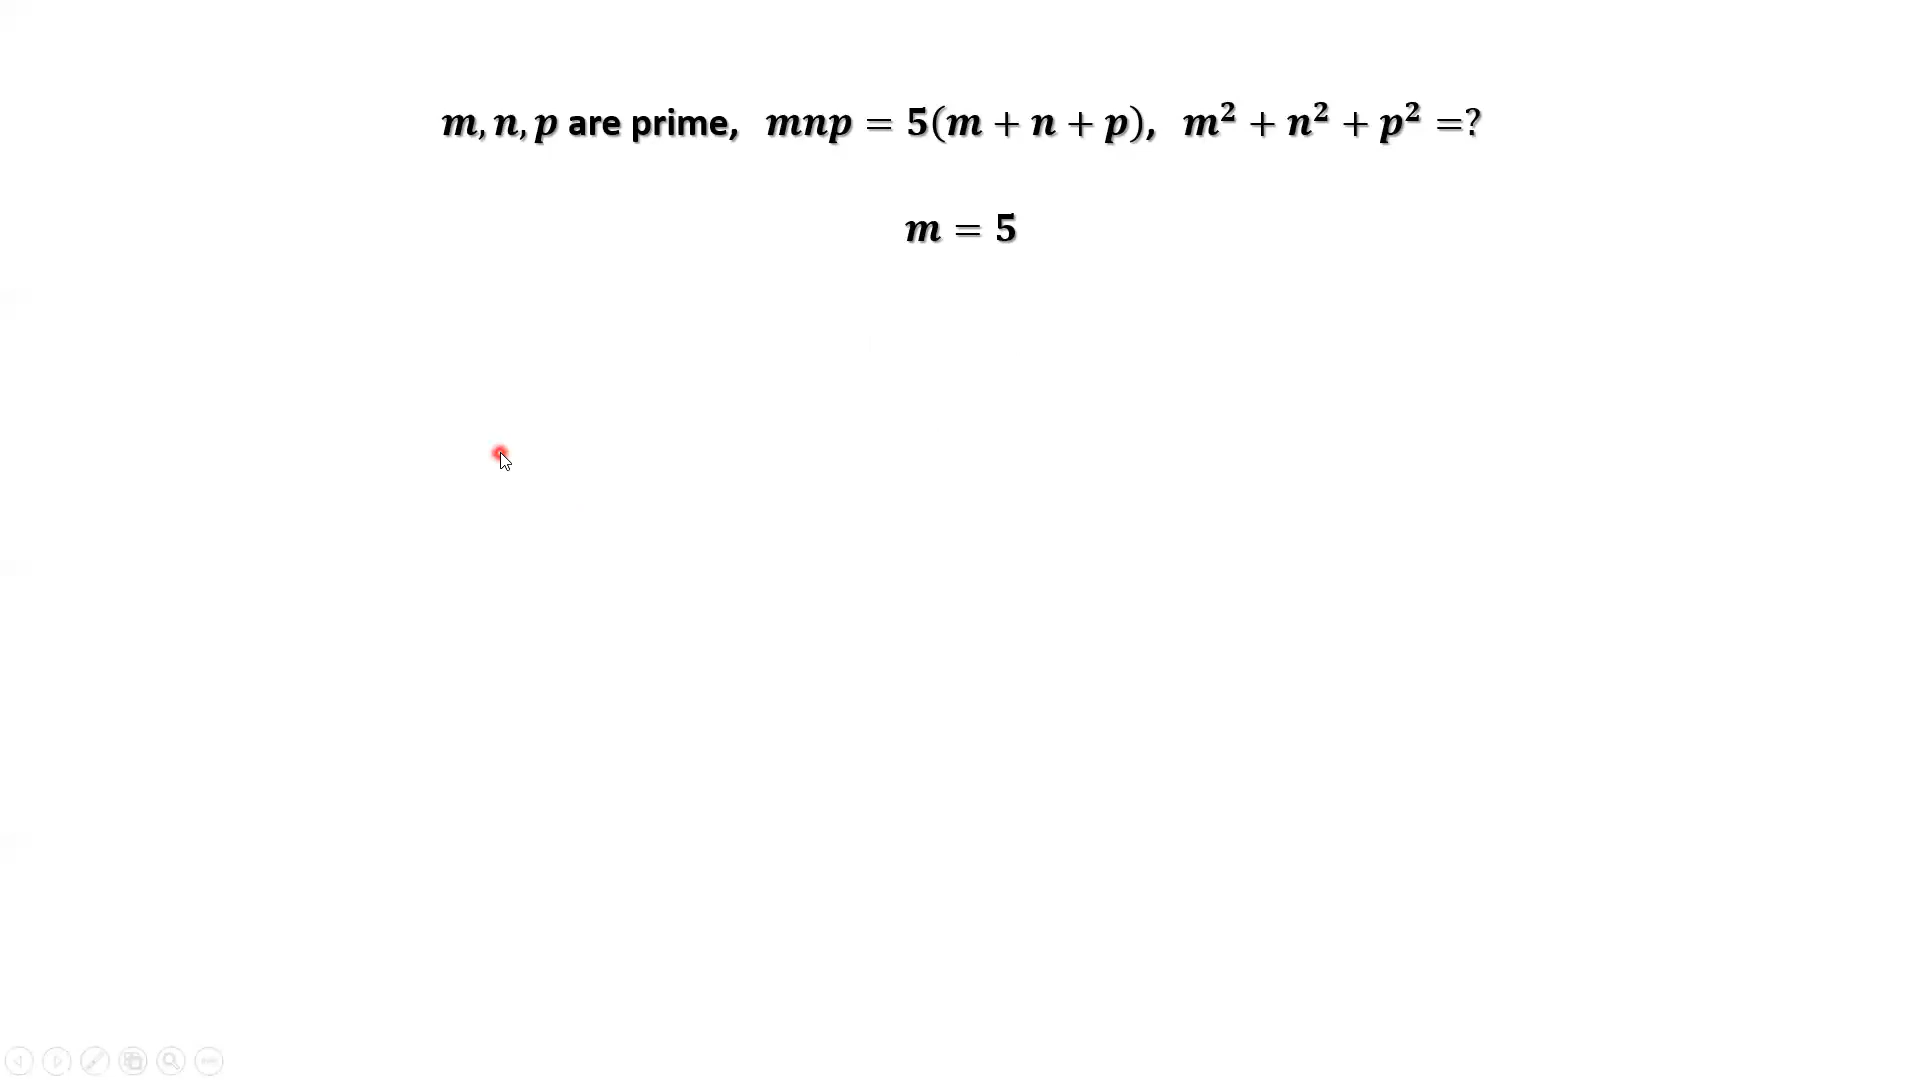 m, n, p are prime, mnp = 5(m + n + p), m² + n² + p² =?
m = 5